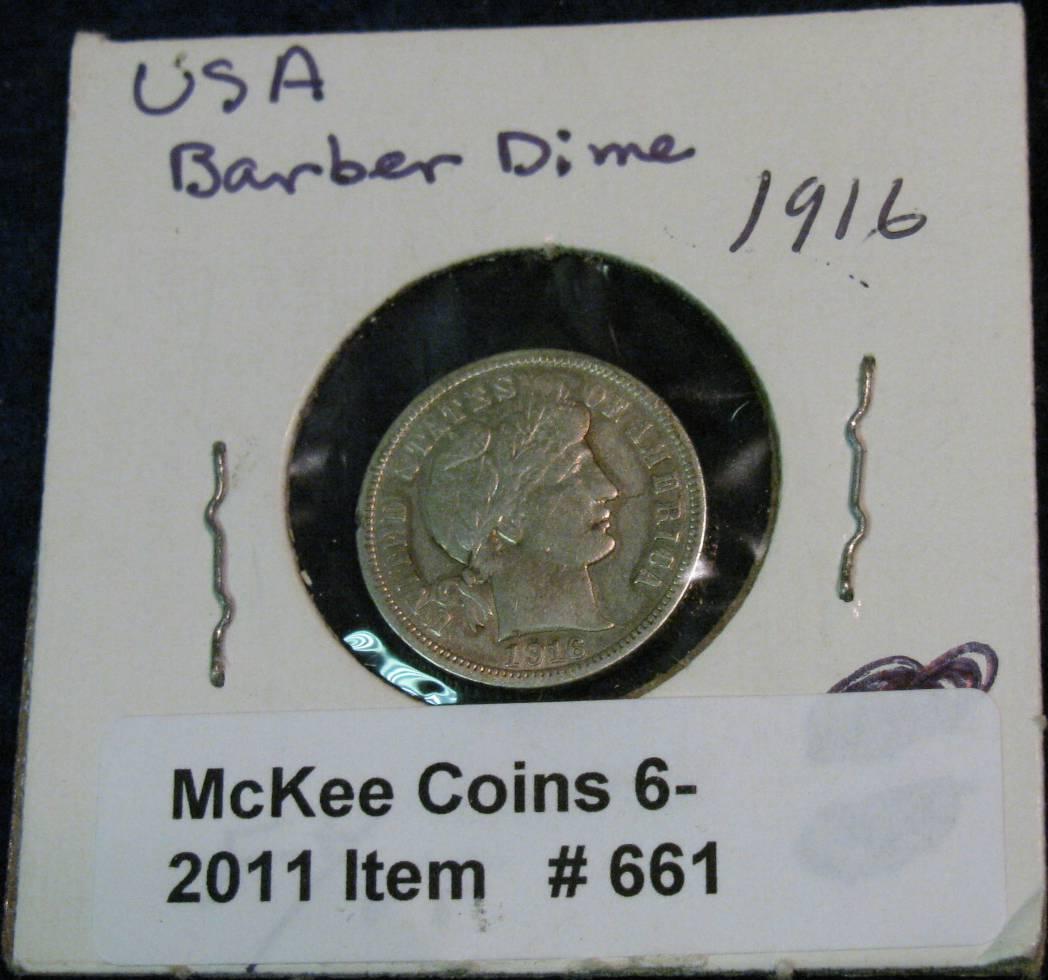 USA
Barber Dime
1916
UNITED STATES OF AMERICA
1916
McKee Coins 6-
2011 Item # 661